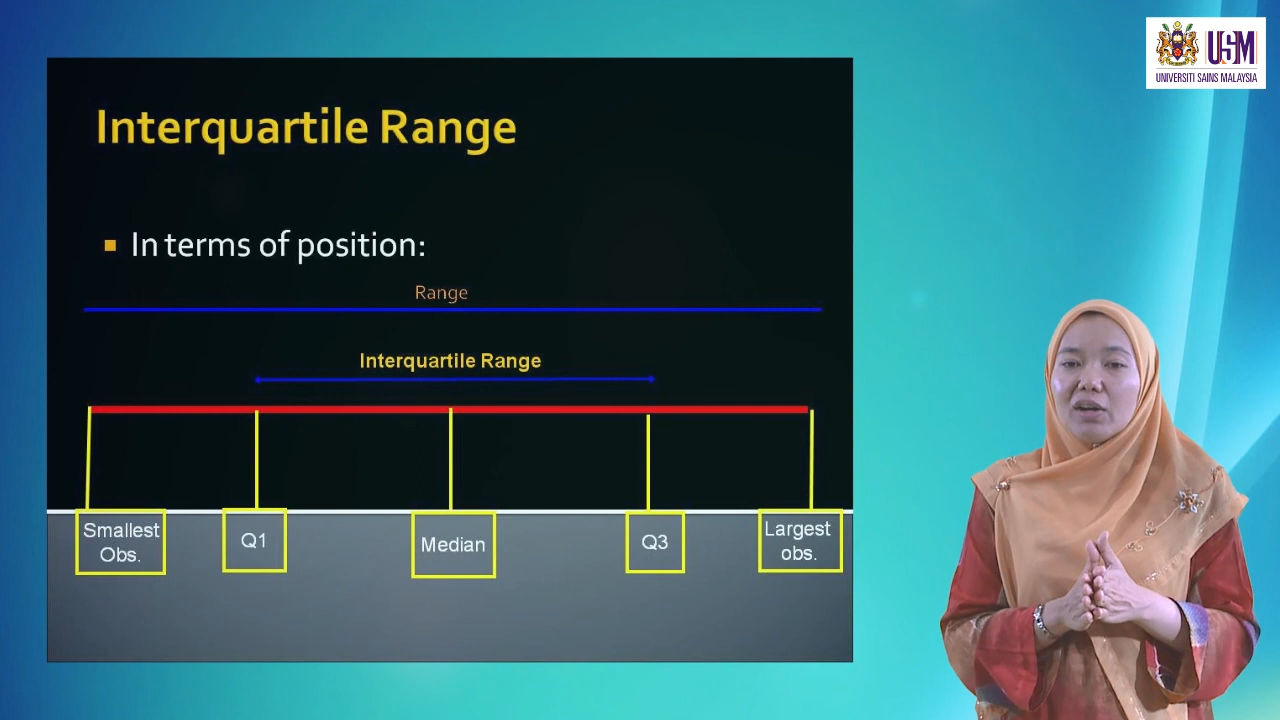 USM
UNIVERSITI SAINS MALAYSIA
Interquartile Range
In terms of position:
Range
Interquartile Range
Smallest
Obs.
Q1
Median
Q3
Largest
obs.